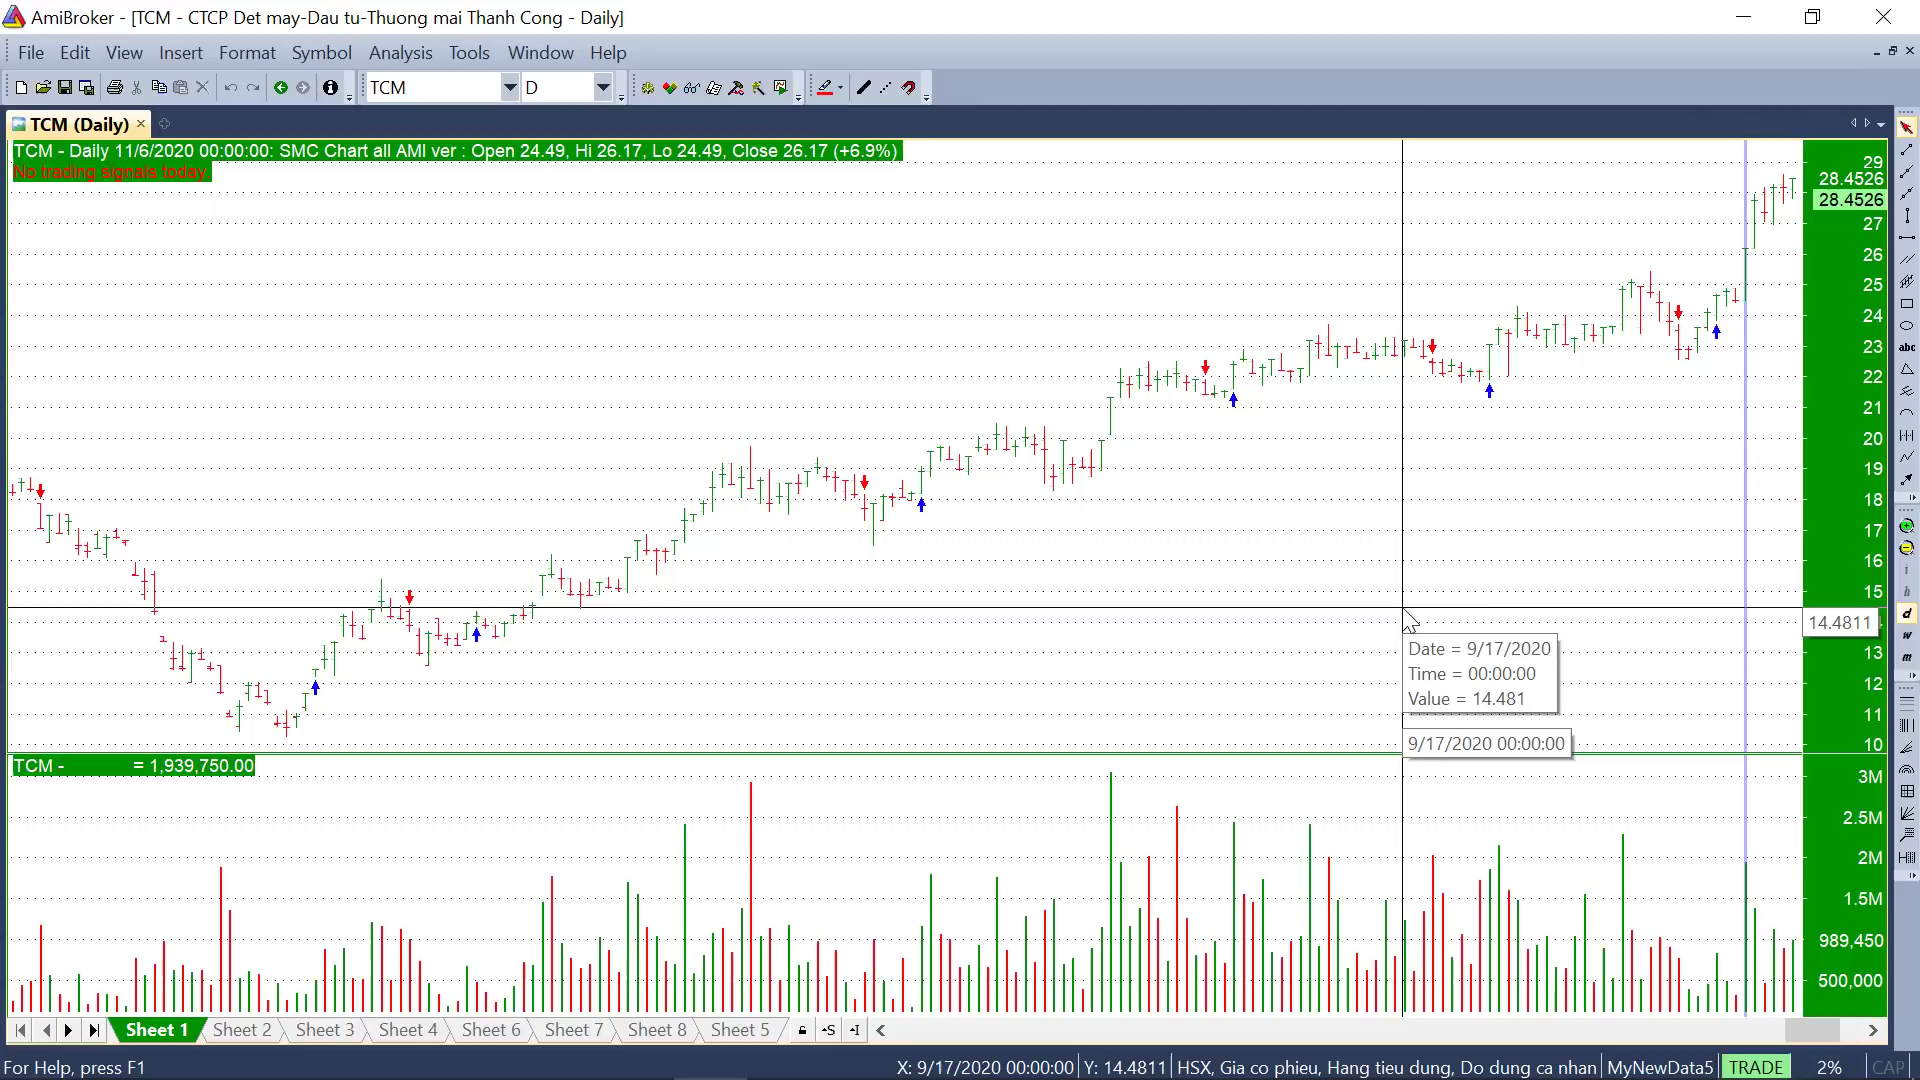 AmiBroker - [TCM - CTCP Det may-Dau tu-Thuong mai Thanh Cong - Daily]
File Edit View Insert Format Symbol Analysis Tools Window Help
TCM D
TCM (Daily)
TCM - Daily 11/6/2020 00:00:00: SMC Chart all AMI ver : Open 24.49, Hi 26.17, Lo 24.49, Close 26.17 (+6.9%)
No trading signals today
29
28.4526
28.4526
27
26
25
24
23
22
21
20
19
18
17
16
15
14.4811
13
12
11
10
abc
i
h
d
w
m
Date = 9/17/2020
Time = 00:00:00
Value = 14.481
9/17/2020 00:00:00
TCM - = 1,939,750.00
3M
2.5M
2M
1.5M
989,450
500,000
Sheet 1 Sheet 2 Sheet 3 Sheet 4 Sheet 6 Sheet 7 Sheet 8 Sheet 5
For Help, press F1 X: 9/17/2020 00:00:00 Y: 14.4811 HSX, Gia co phieu, Hang tieu dung, Do dung ca nhan MyNewData5 TRADE 2% CAP